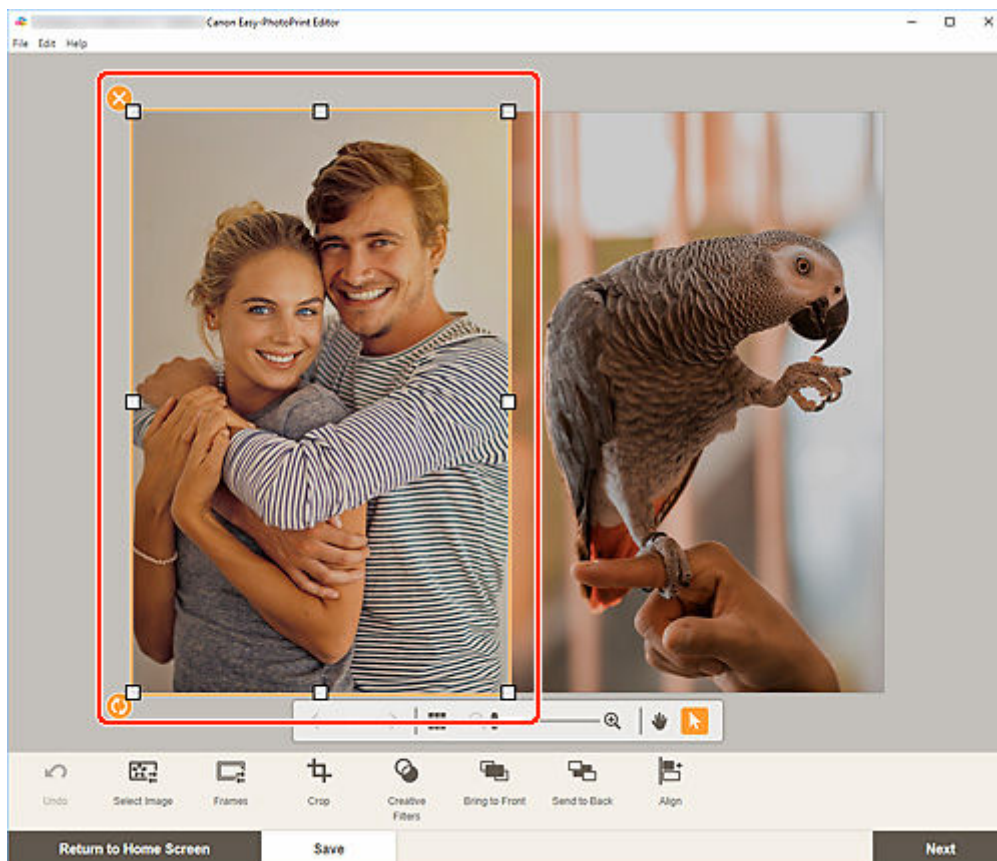 Canon Easy-PhotoPrint Editor
File Edit Help
Undo
Select Image
Frames
Crop
Creative
Filters
Bring to Front
Send to Back
Align
Return to Home Screen
Save
Next